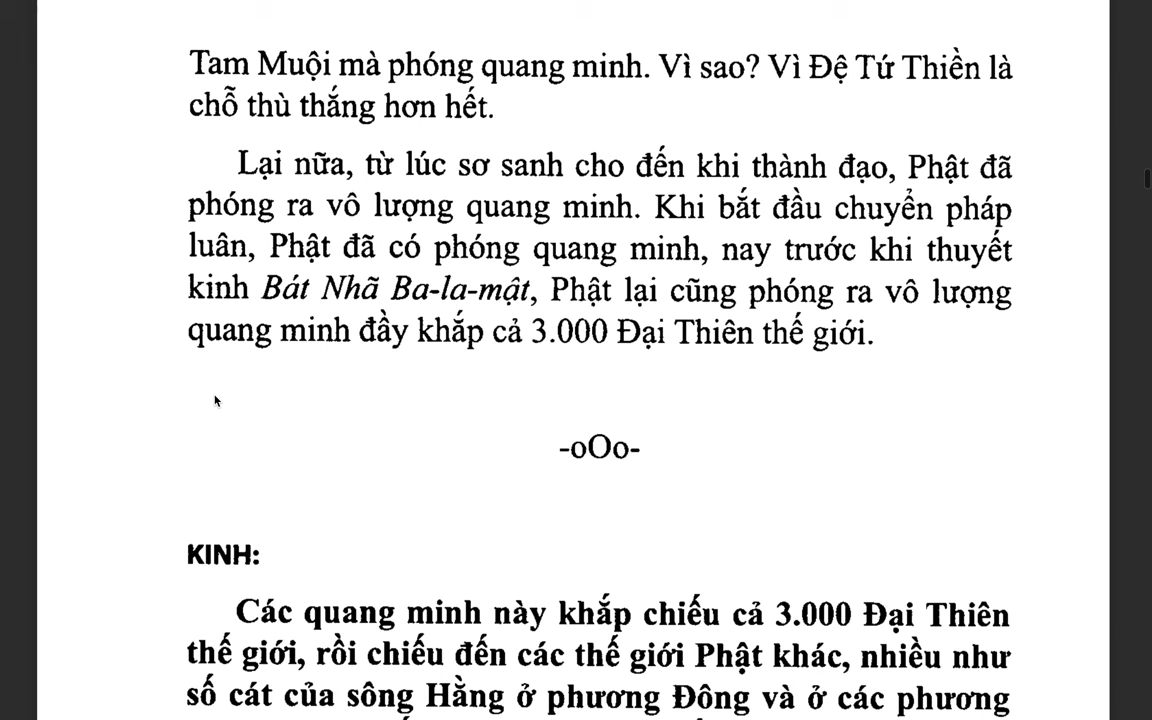 Tam Muội mà phóng quang minh. Vì sao? Vì Đệ Tứ Thiền là
chỗ thù thắng hơn hết.
Lại nữa, từ lúc sơ sanh cho đến khi thành đạo, Phật đã
phóng ra vô lượng quang minh. Khi bắt đầu chuyển pháp
luân, Phật đã có phóng quang minh, nay trước khi thuyết
kinh Bát Nhã Ba-la-mật, Phật lại cũng phóng ra vô lượng
quang minh đầy khắp cả 3.000 Đại Thiên thế giới.
-oOo-
KINH:
Các quang minh này khắp chiếu cả 3.000 Đại Thiên
thế giới, rồi chiếu đến các thế giới Phật khác, nhiều như
số cát của sông Hằng ở phương Đông và ở các phương